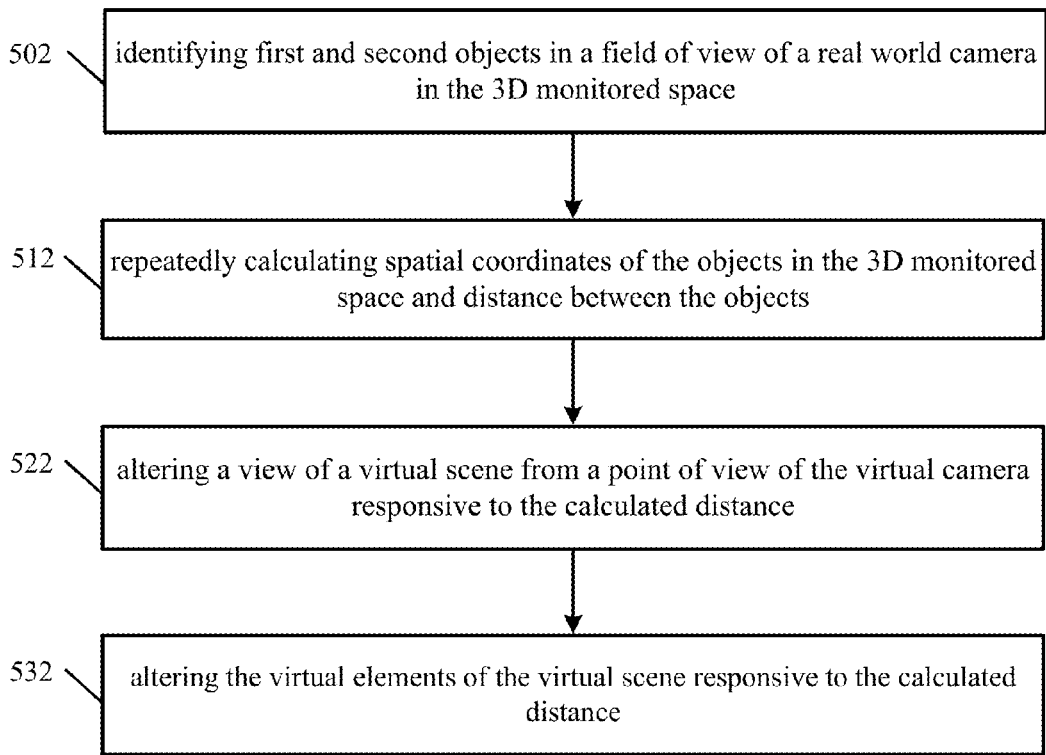 502
identifying first and second objects in a field of view of a real world camera
in the 3D monitored space
512
repeatedly calculating spatial coordinates of the objects in the 3D monitored
space and distance between the objects
522
altering a view of a virtual scene from a point of view of the virtual camera
responsive to the calculated distance
532
altering the virtual elements of the virtual scene responsive to the calculated
distance